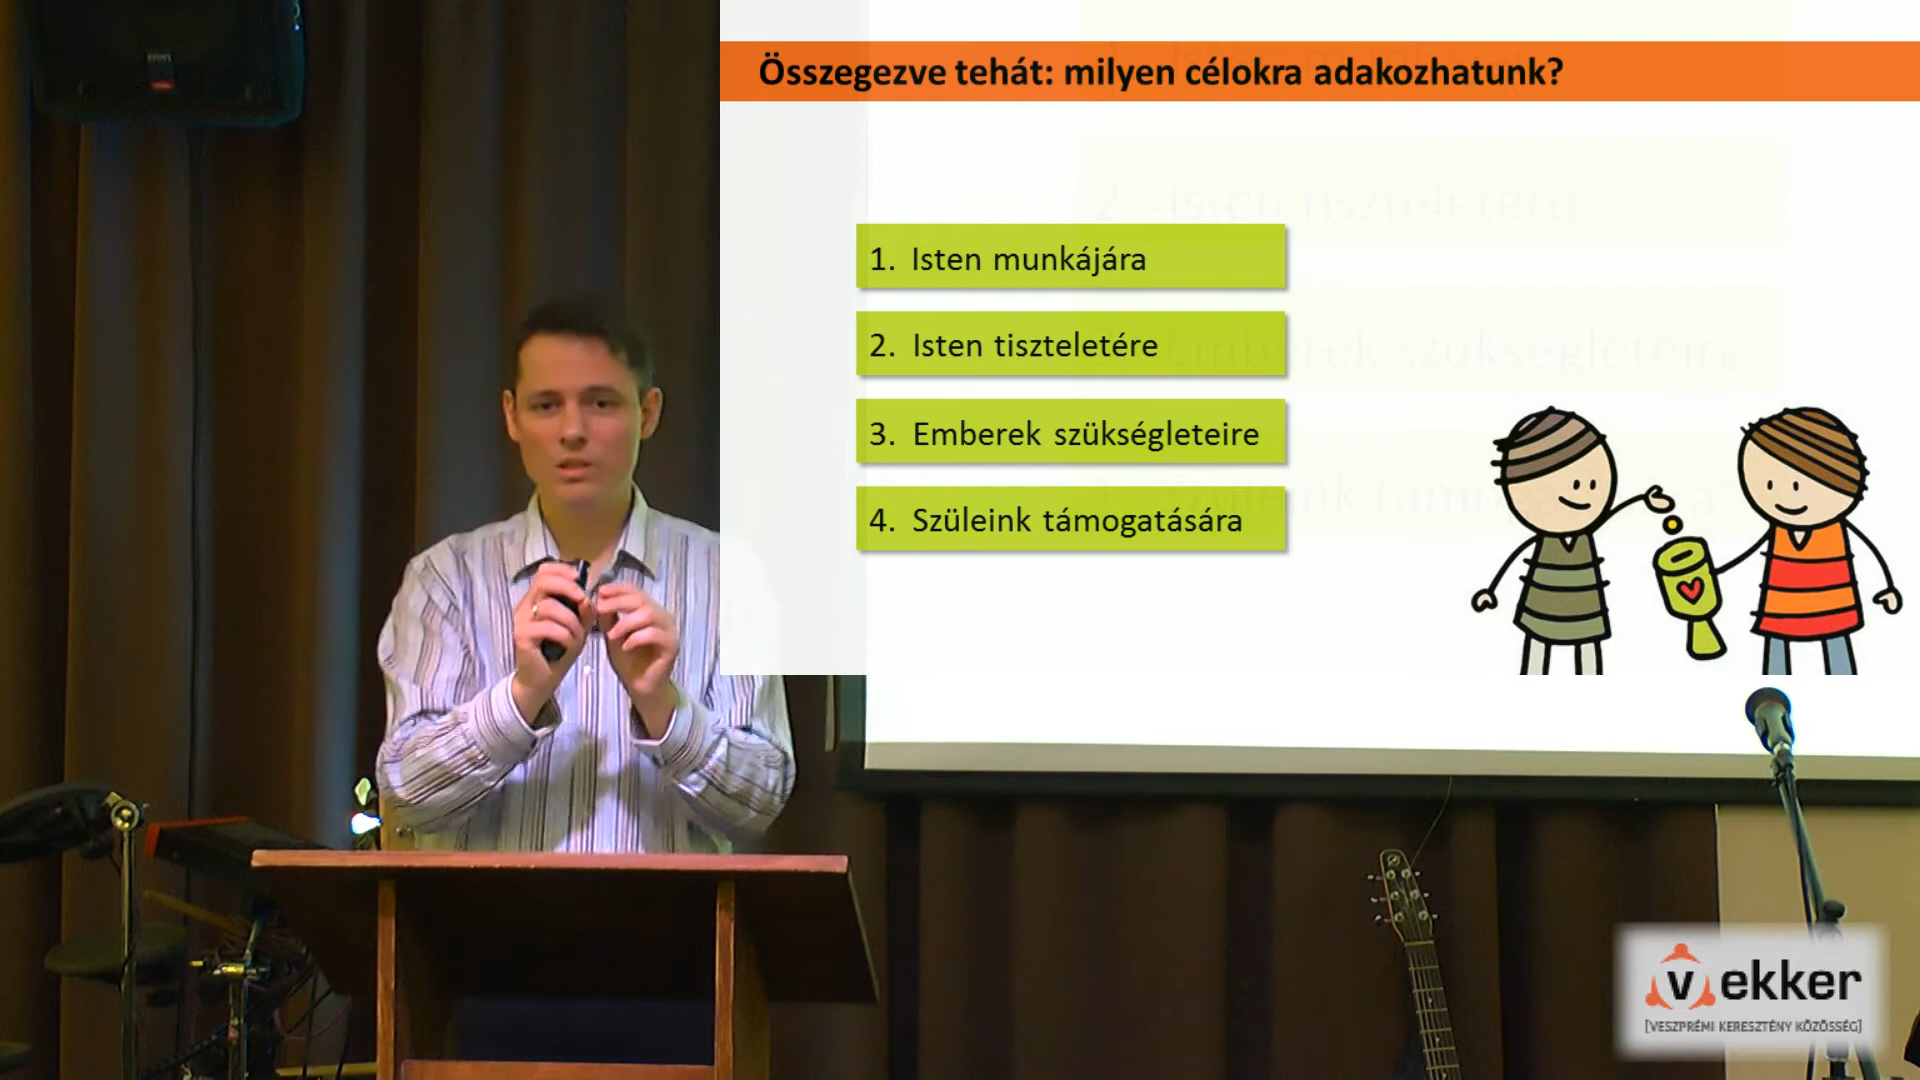 Összegezve tehát: milyen célokra adakozhatunk?
1. Isten munkájára
2. Isten tiszteletére
3. Emberek szükségleteire
4. Szüleink támogatására
vekker
[VESZPRÉMI KERESZTÉNY KÖZÖSSÉG]